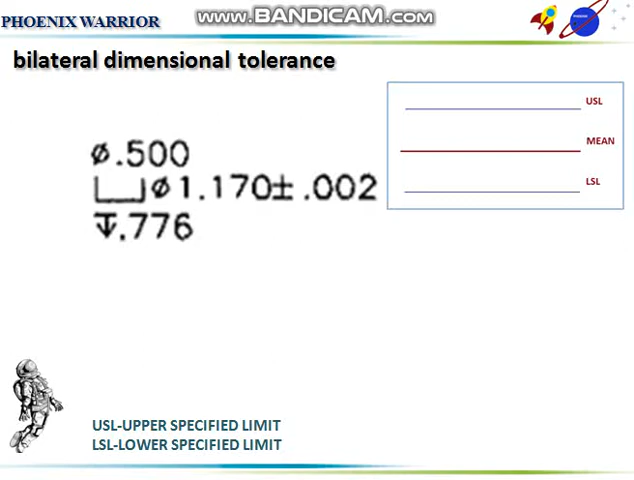 PHOENIX WARRIOR
www.BANDICAM.com
bilateral dimensional tolerance
USL
MEAN
LSL
⌀.500
⌴⌀1.170± .002
↧.776
USL-UPPER SPECIFIED LIMIT
LSL-LOWER SPECIFIED LIMIT